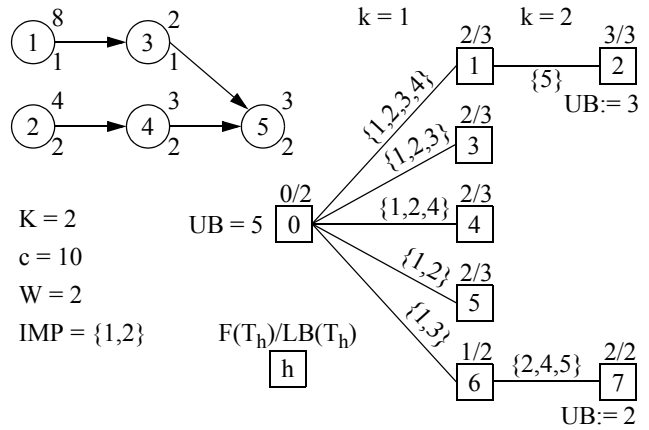 k = 1 k = 2
8 2
1 3
1 1
4 3 3
2 4 5
2 2 2
2/3 3/3
1 2
{1,2,3,4} {5}
UB:= 3
2/3
{1,2,3} 3
0/2 2/3
UB = 5 0 {1,2,4} 4
2/3
{1,2} 5
1/2 2/2
{1,3} 6 {2,4,5} 7
UB:= 2
K = 2
c = 10
W = 2
IMP = {1,2}
F(Th)/LB(Th)
h